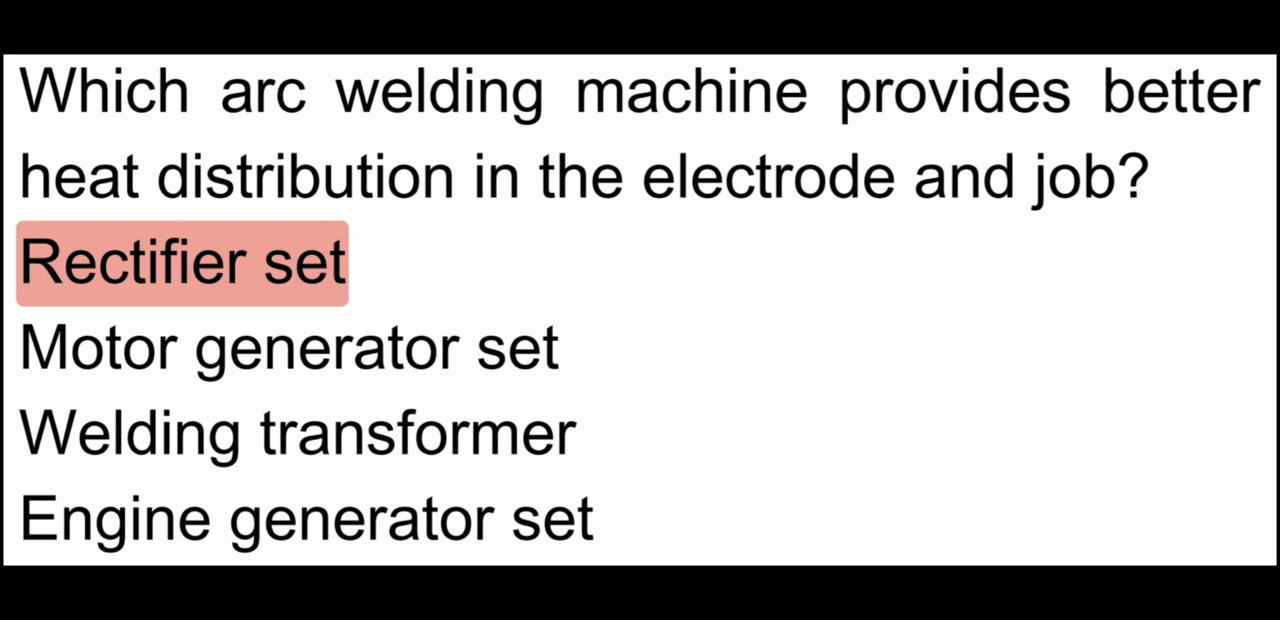 Which arc welding machine provides better
heat distribution in the electrode and job?
Rectifier set
Motor generator set
Welding transformer
Engine generator set